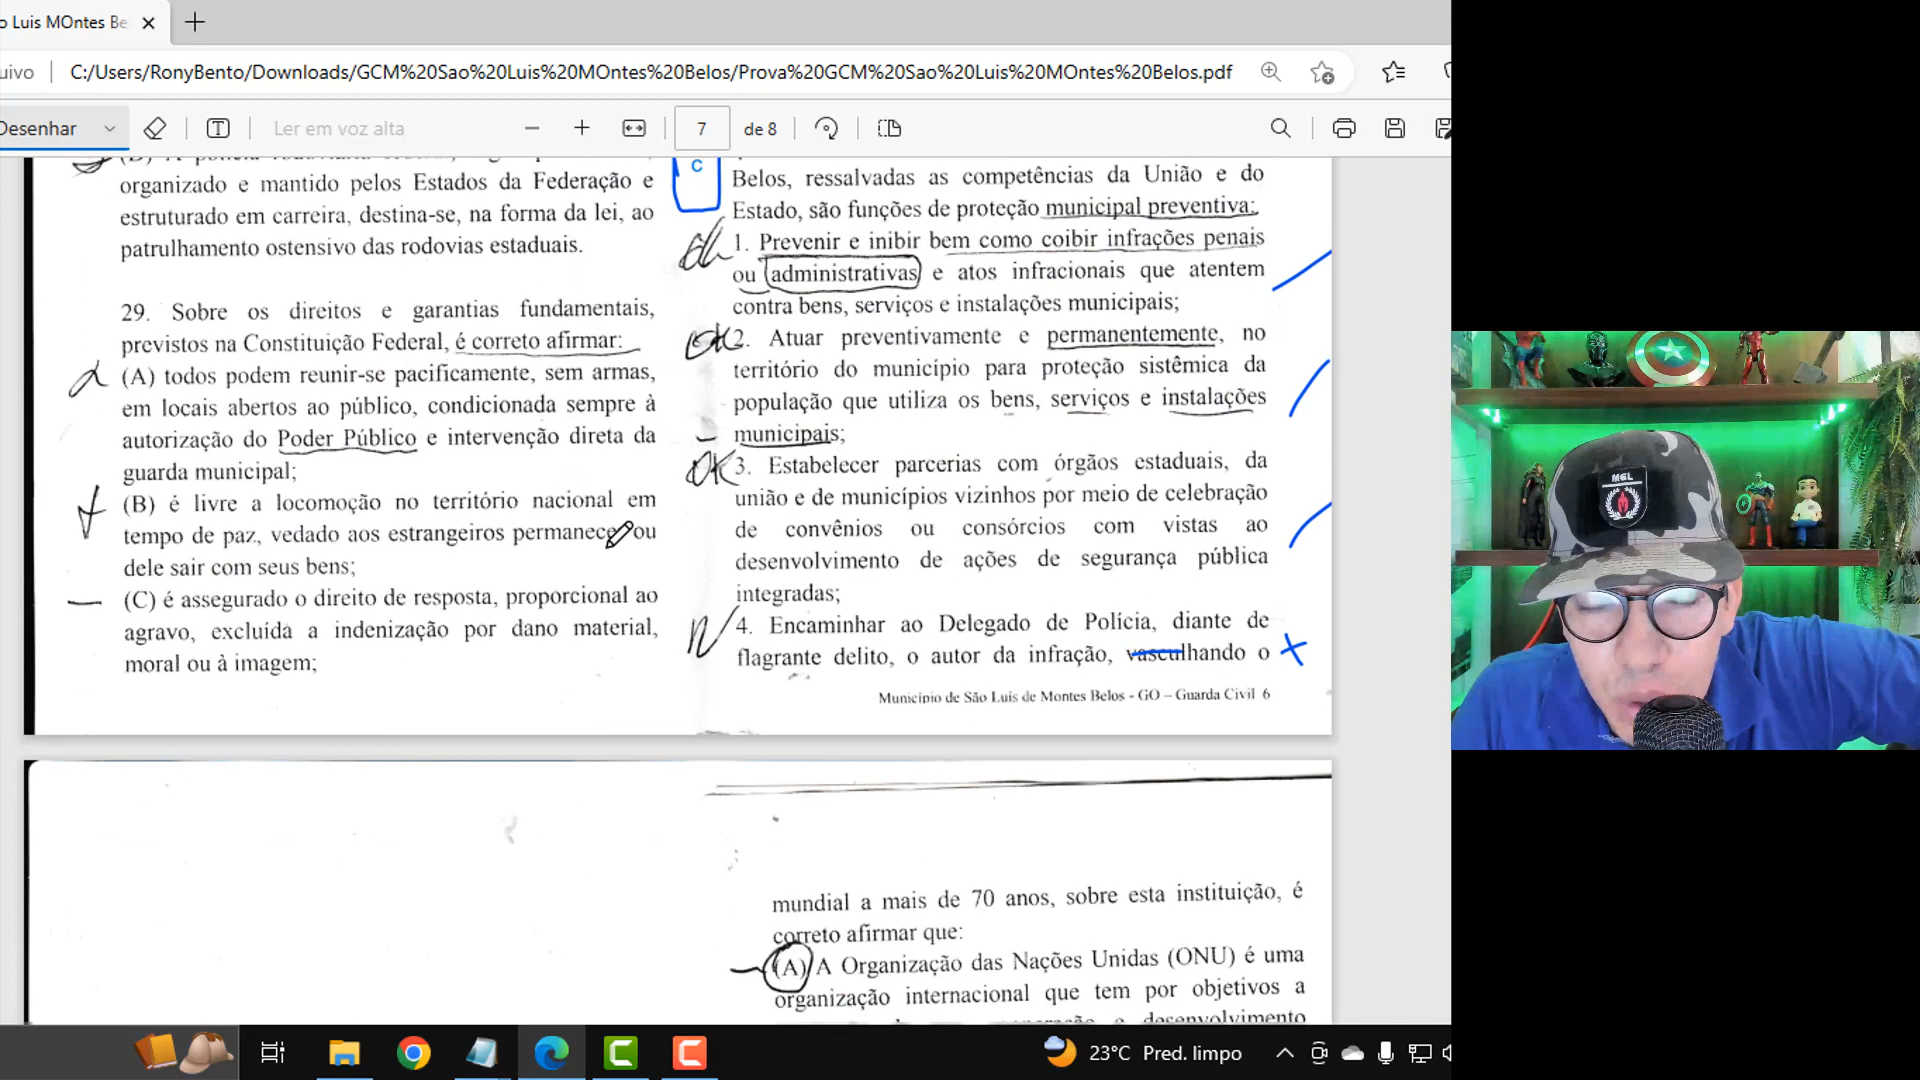 o Luis MOntes Be
uivo
C:/Users/RonyBento/Downloads/GCM%20Sao%20Luis%20MOntes%20Belos/Prova%20GCM%20Sao%20Luis%20MOntes%20Belos.pdf
Desenhar
T
Ler em voz alta
7
de 8
organizado e mantido pelos Estados da Federação e
estruturado em carreira, destina-se, na forma da lei, ao
patrulhamento ostensivo das rodovias estaduais.
29. Sobre os direitos e garantias fundamentais,
previstos na Constituição Federal, é correto afirmar:
(A) todos podem reunir-se pacificamente, sem armas,
em locais abertos ao público, condicionada sempre à
autorização do Poder Público e intervenção direta da
guarda municipal;
(B) é livre a locomoção no território nacional em
tempo de paz, vedado aos estrangeiros permanecer ou
dele sair com seus bens;
(C) é assegurado o direito de resposta, proporcional ao
agravo, excluída a indenização por dano material,
moral ou à imagem;
C
Belos, ressalvadas as competências da União e do
Estado, são funções de proteção municipal preventiva:
1. Prevenir e inibir bem como coibir infrações penais
ou administrativas e atos infracionais que atentem
contra bens, serviços e instalações municipais;
OK 2. Atuar preventivamente e permanentemente, no
território do município para proteção sistêmica da
população que utiliza os bens, serviços e instalações
municipais;
OK 3. Estabelecer parcerias com órgãos estaduais, da
união e de municípios vizinhos por meio de celebração
de convênios ou consórcios com vistas ao
desenvolvimento de ações de segurança pública
integradas;
4. Encaminhar ao Delegado de Polícia, diante de
flagrante delito, o autor da infração, vasculhando o
Município de São Luis de Montes Belos - GO – Guarda Civil 6
mundial a mais de 70 anos, sobre esta instituição, é
correto afirmar que:
(A) A Organização das Nações Unidas (ONU) é uma
organização internacional que tem por objetivos a
e desenvolvimento
MGL
23°C Pred. limpo